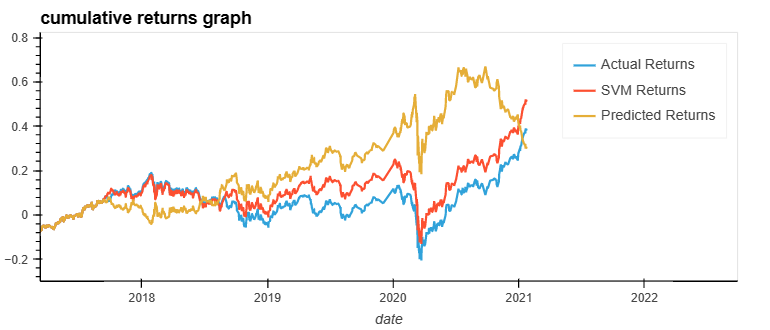 cumulative returns graph
0.8
0.6
0.4
0.2
0
−0.2
Actual Returns
SVM Returns
Predicted Returns
2018 2019 2020 2021 2022
date